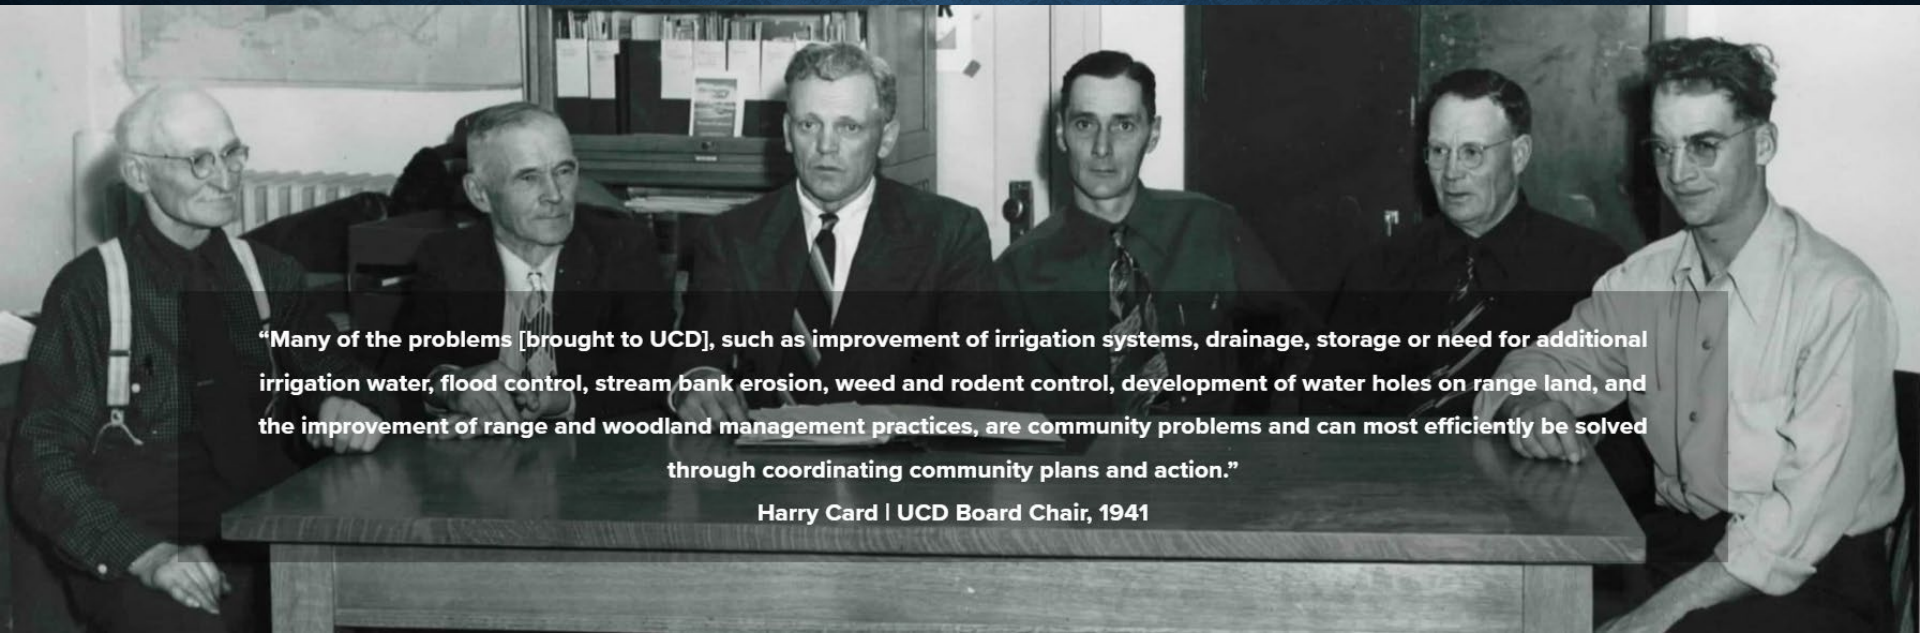 “Many of the problems [brought to UCD], such as improvement of irrigation systems, drainage, storage or need for additional
irrigation water, flood control, stream bank erosion, weed and rodent control, development of water holes on range land, and
the improvement of range and woodland management practices, are community problems and can most efficiently be solved
through coordinating community plans and action.”
Harry Card | UCD Board Chair, 1941